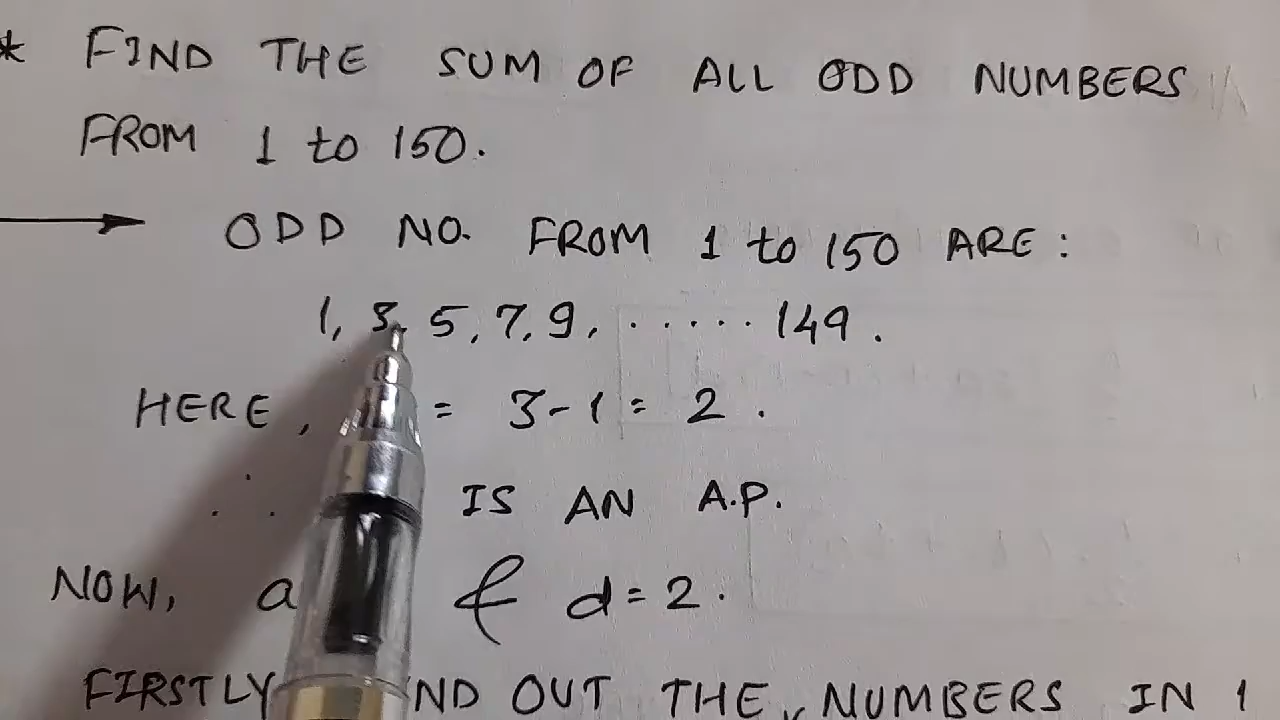 * FIND THE SUM OF ALL ODD NUMBERS
FROM 1 to 150.
ODD NO. FROM 1 to 150 ARE :
1, 3, 5, 7, 9, ..... 149.
HERE, = 3-1 = 2.
IS AN A.P.
NOW, a & d = 2.
FIRSTLY OUT THE NUMBERS IN 1